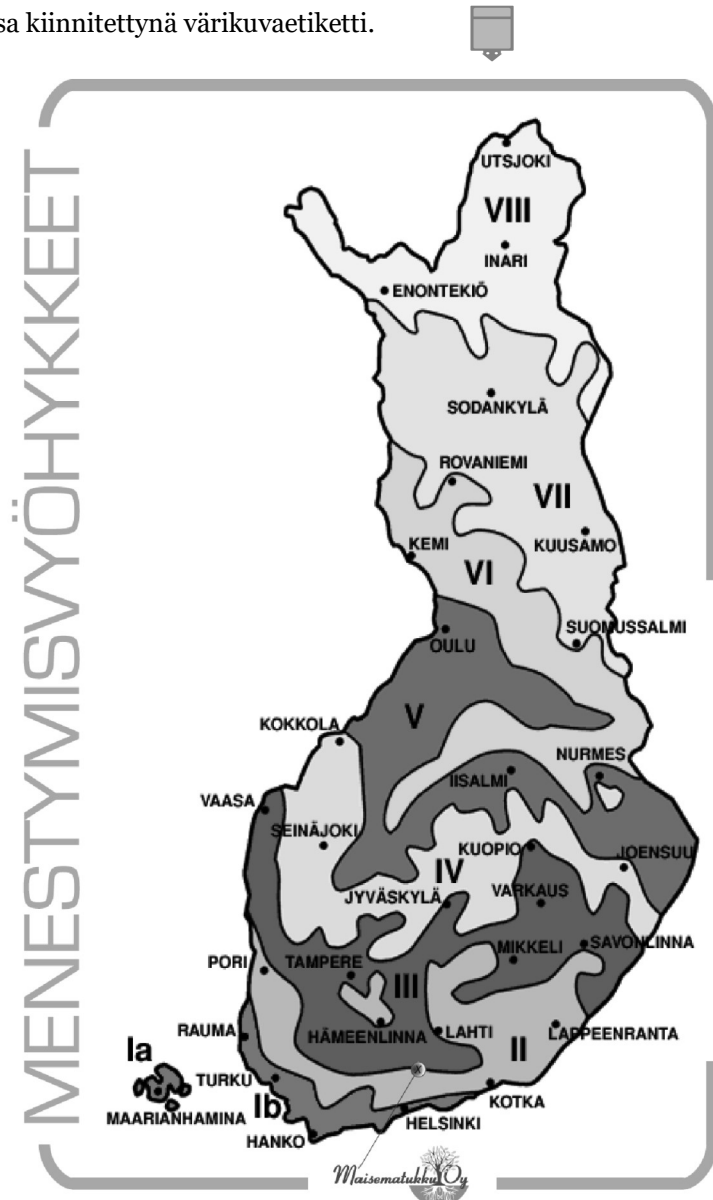 sa kiinnitettynä värikuvaetiketti.
MENESTYMISVYÖHYKKEET
UTSJOKI
VIII
INARI
ENONTEKIÖ
SODANKYLÄ
ROVANIEMI
VII
KEMI
KUUSAMO
VI
SUOMUSSALMI
OULU
V
KOKKOLA
NURMES
IISALMI
VAASA
SEINÄJOKI
KUOPIO
JOENSUU
IV
JYVÄSKYLÄ
VARKAUS
MIKKELI
SAVONLINNA
PORI
TAMPERE
III
RAUMA
HÄMEENLINNA
LAHTI
LAPPEENRANTA
Ia
II
TURKU
MAARIANHAMINA
Ib
KOTKA
HELSINKI
HANKO
Maisematukku Oy